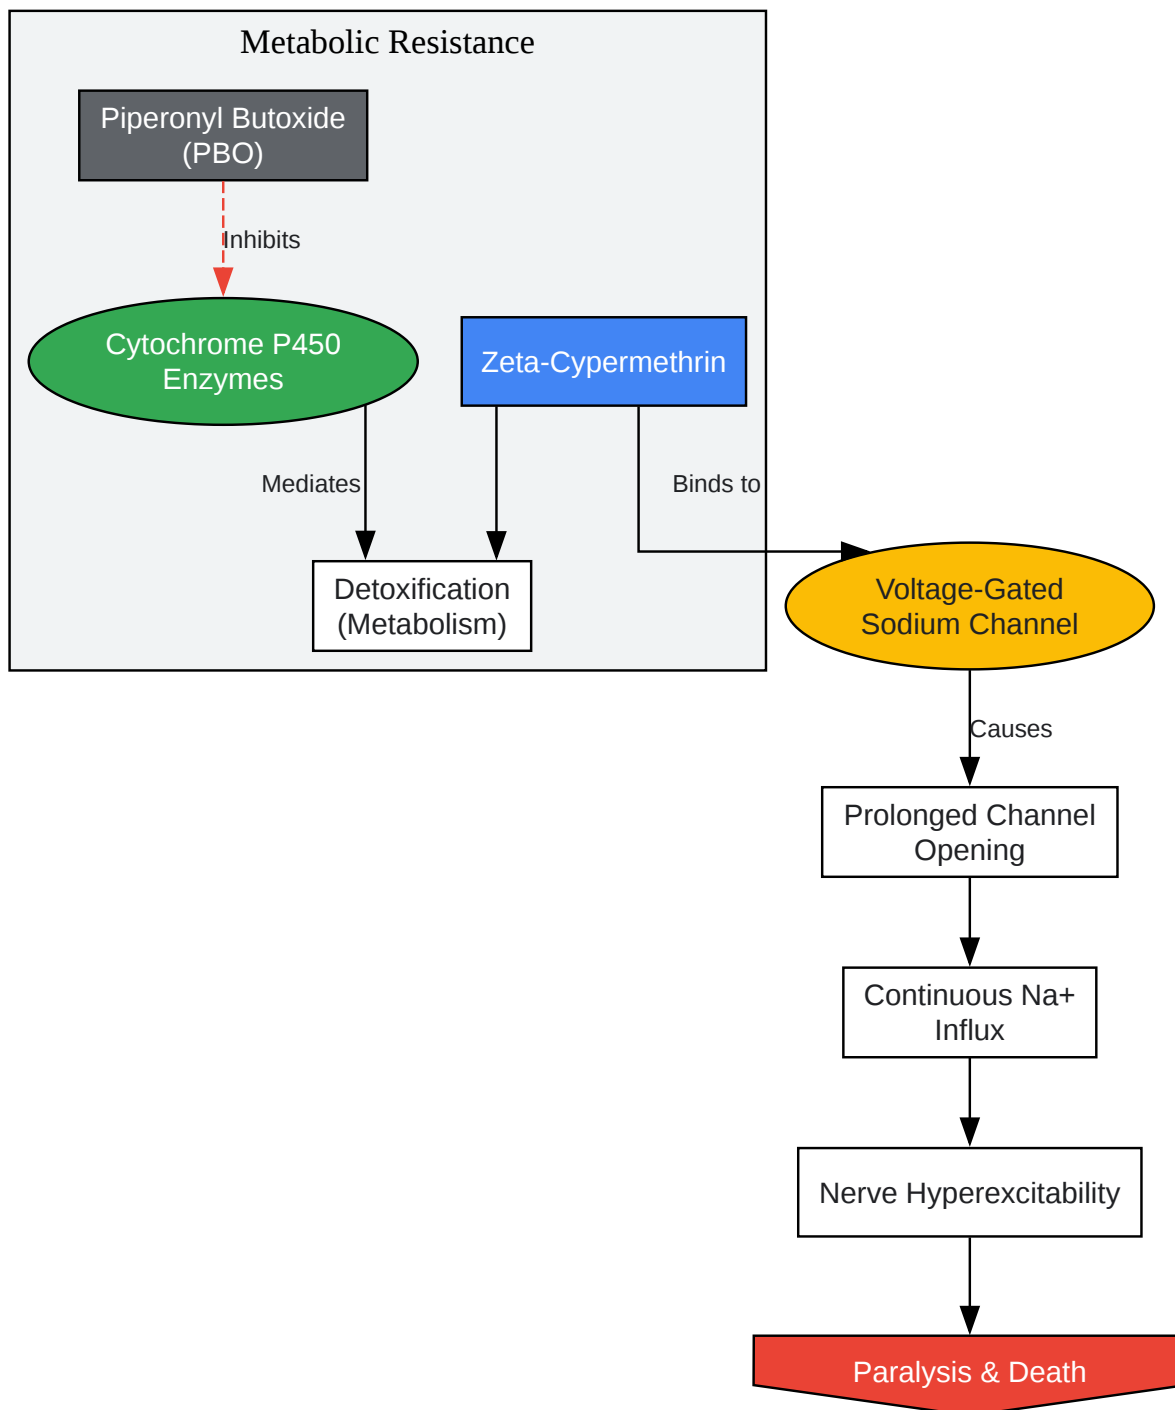 Metabolic Resistance
Piperonyl Butoxide
(PBO)
Inhibits
Cytochrome P450
Enzymes
Zeta-Cypermethrin
Mediates
Binds to
Detoxification
(Metabolism)
Voltage-Gated
Sodium Channel
Causes
Prolonged Channel
Opening
Continuous Na+
Influx
Nerve Hyperexcitability
Paralysis & Death